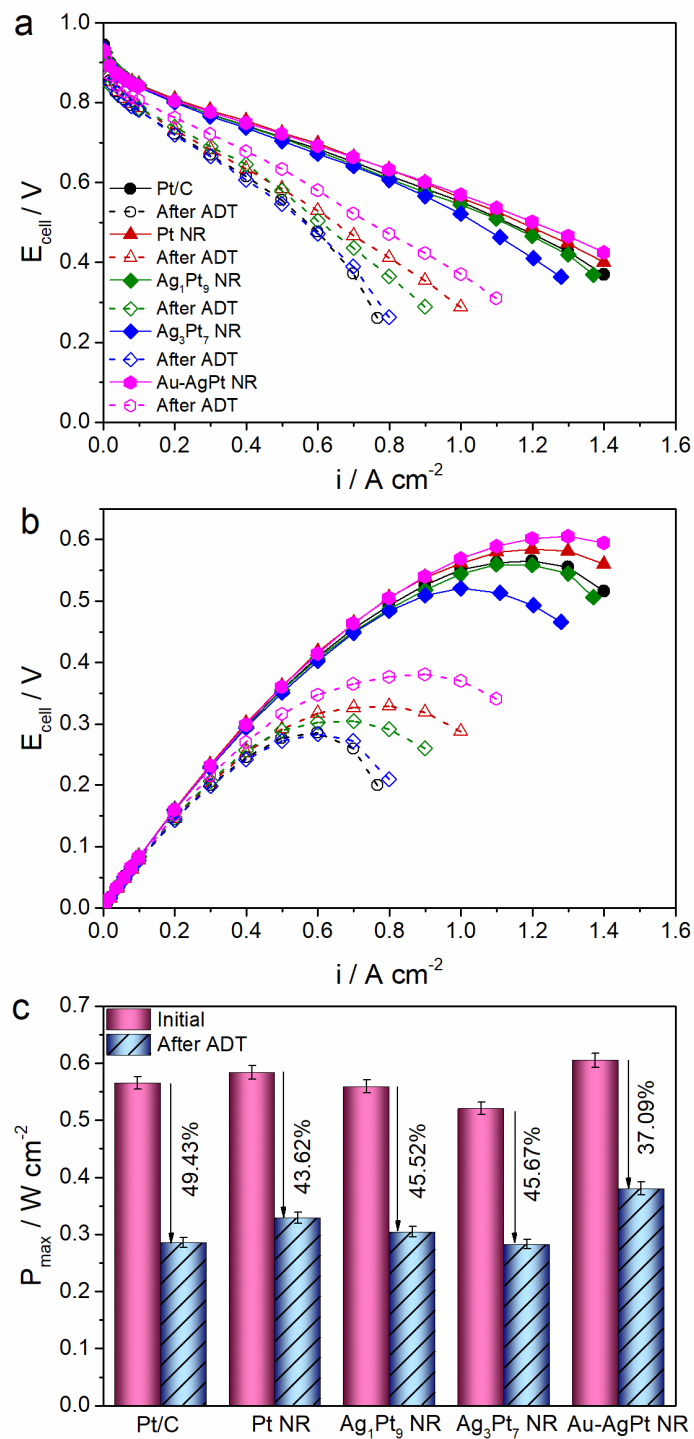 a
1.0
0.8
0.6
0.4
0.2
0.0
E_cell / V
Pt/C
After ADT
Pt NR
After ADT
Ag₁Pt₉ NR
After ADT
Ag₃Pt₇ NR
After ADT
Au-AgPt NR
After ADT
0.0 0.2 0.4 0.6 0.8 1.0 1.2 1.4 1.6
i / A cm⁻²
b
0.6
0.5
0.4
0.3
0.2
0.1
0.0
E_cell / V
0.0 0.2 0.4 0.6 0.8 1.0 1.2 1.4 1.6
i / A cm⁻²
c
0.7
0.6
0.5
0.4
0.3
0.2
0.1
0.0
P_max / W cm⁻²
Initial
After ADT
49.43%
43.62%
45.52%
45.67%
37.09%
Pt/C Pt NR Ag₁Pt₉ NR Ag₃Pt₇ NR Au-AgPt NR